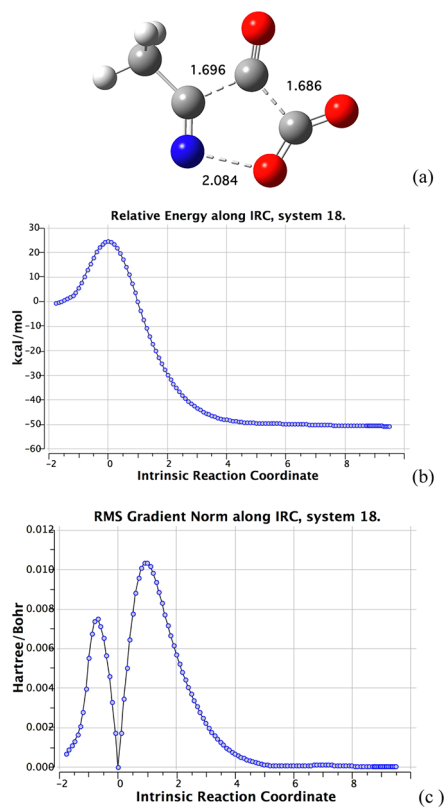 1.696
1.686
2.084
(a)
Relative Energy along IRC, system 18.
30
20
10
0
-10
-20
-30
-40
-50
-60
kcal/mol
-2 0 2 4 6 8
Intrinsic Reaction Coordinate
(b)
RMS Gradient Norm along IRC, system 18.
0.012
0.010
0.008
0.006
0.004
0.002
0.000
Hartree/Bohr
-2 0 2 4 6 8
Intrinsic Reaction Coordinate
(c )